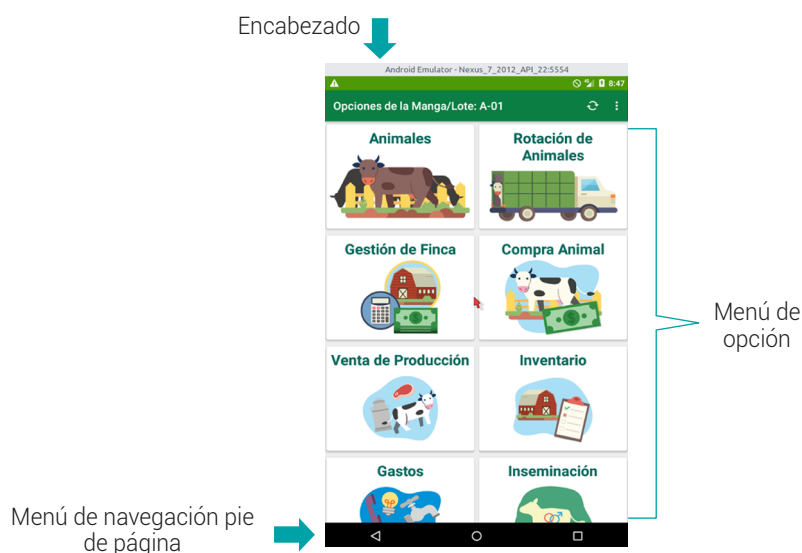 Encabezado
Android Emulator - Nexus_7_2012_API_22:5554
8:47
Opciones de la Manga/Lote: A-01
Animales
Rotación de
Animales
Gestión de Finca
Compra Animal
Venta de Producción
Inventario
Gastos
Inseminación
Menú de
opción
Menú de navegación pie
de página